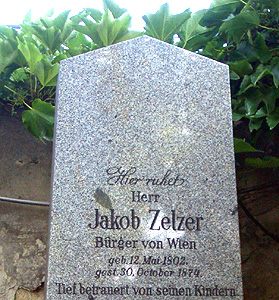 Hier ruhet
Herr
Jakob Zelzer
Bürger von Wien
geb. 12. Mai 1802.
gest. 30. October 1874.
Tief betrauert von seinen Kindern.